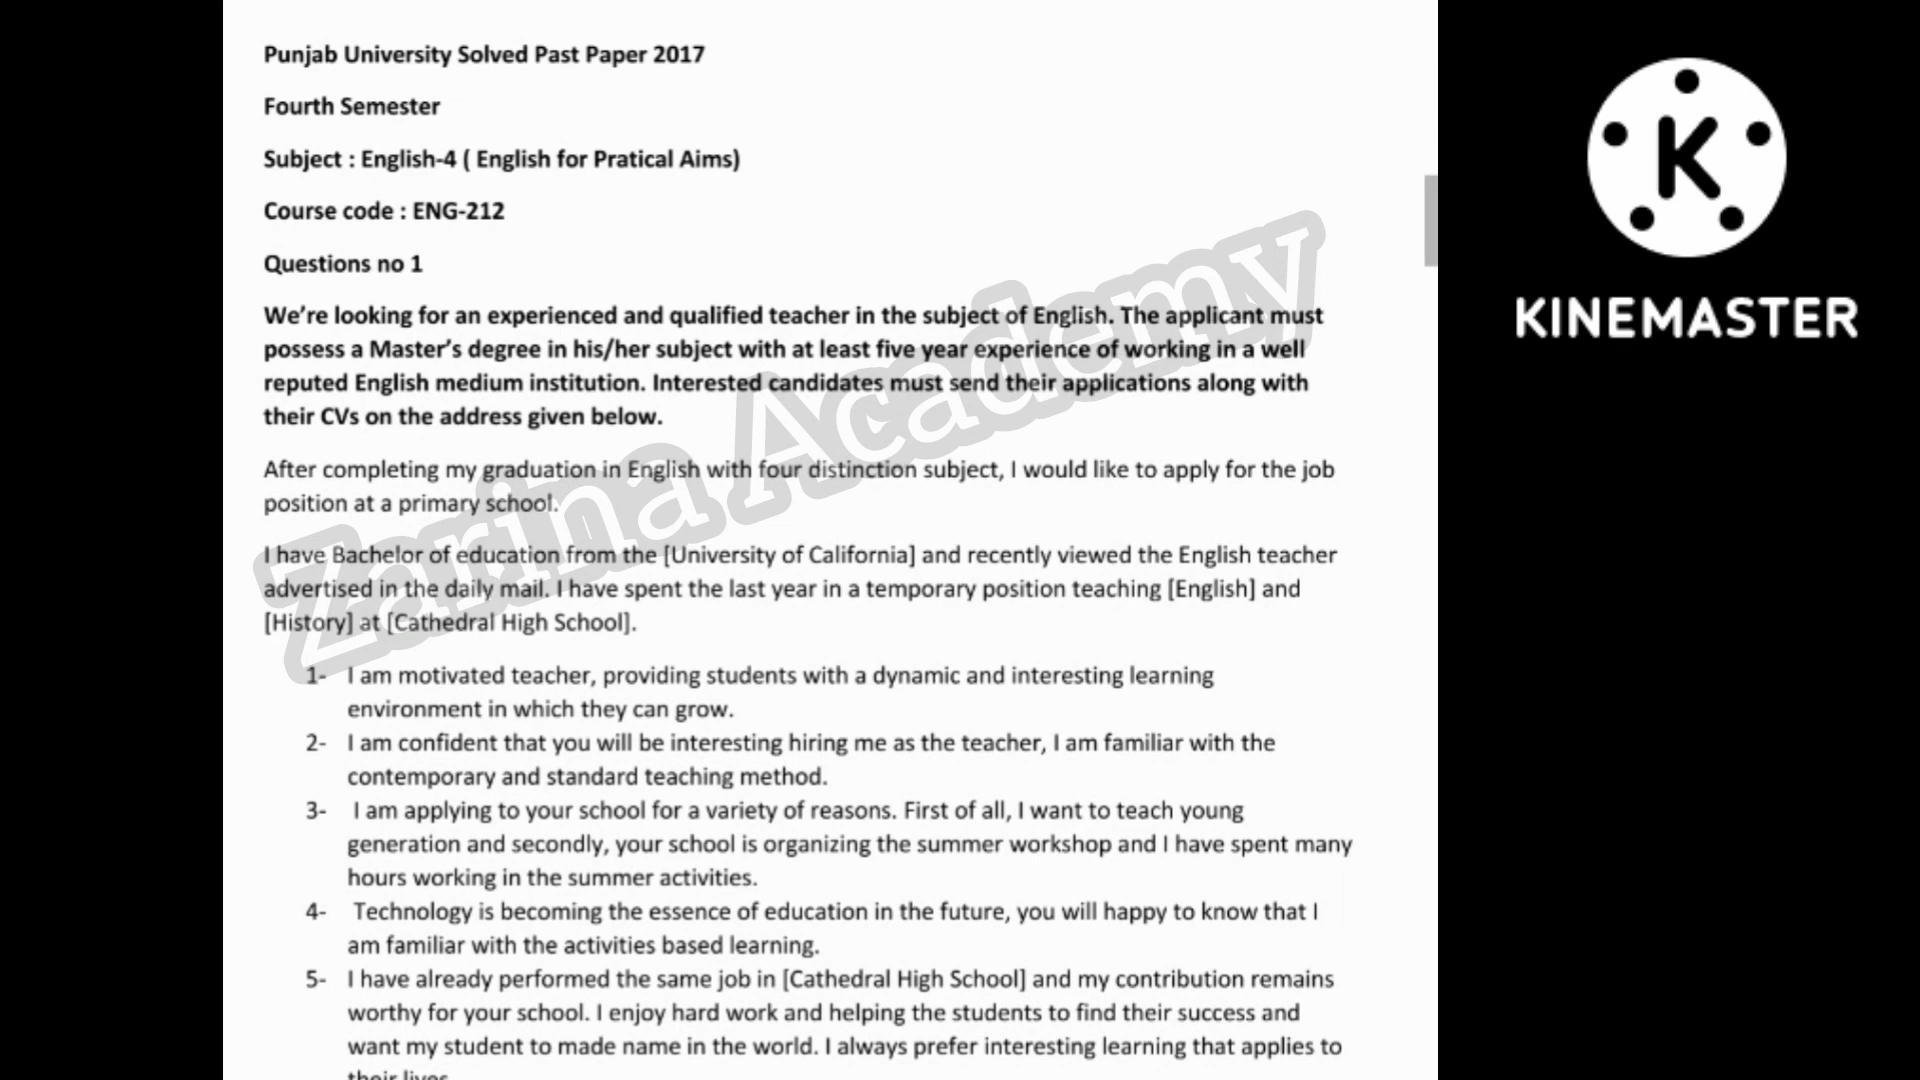 Punjab University Solved Past Paper 2017
Fourth Semester
Subject : English-4 ( English for Pratical Aims)
Course code : ENG-212
Questions no 1
We're looking for an experienced and qualified teacher in the subject of English. The applicant must
possess a Master's degree in his/her subject with at least five year experience of working in a well
reputed English medium institution. Interested candidates must send their applications along with
their CVs on the address given below.
After completing my graduation in English with four distinction subject, I would like to apply for the job
position at a primary school.
I have Bachelor of education from the [University of California] and recently viewed the English teacher
advertised in the daily mail. I have spent the last year in a temporary position teaching [English] and
[History] at [Cathedral High School].
1- I am motivated teacher, providing students with a dynamic and interesting learning
environment in which they can grow.
2- I am confident that you will be interesting hiring me as the teacher, I am familiar with the
contemporary and standard teaching method.
3- I am applying to your school for a variety of reasons. First of all, I want to teach young
generation and secondly, your school is organizing the summer workshop and I have spent many
hours working in the summer activities.
4- Technology is becoming the essence of education in the future, you will happy to know that I
am familiar with the activities based learning.
5- I have already performed the same job in [Cathedral High School] and my contribution remains
worthy for your school. I enjoy hard work and helping the students to find their success and
want my student to made name in the world. I always prefer interesting learning that applies to
their lives
Zarina Academy
K
KINEMASTER